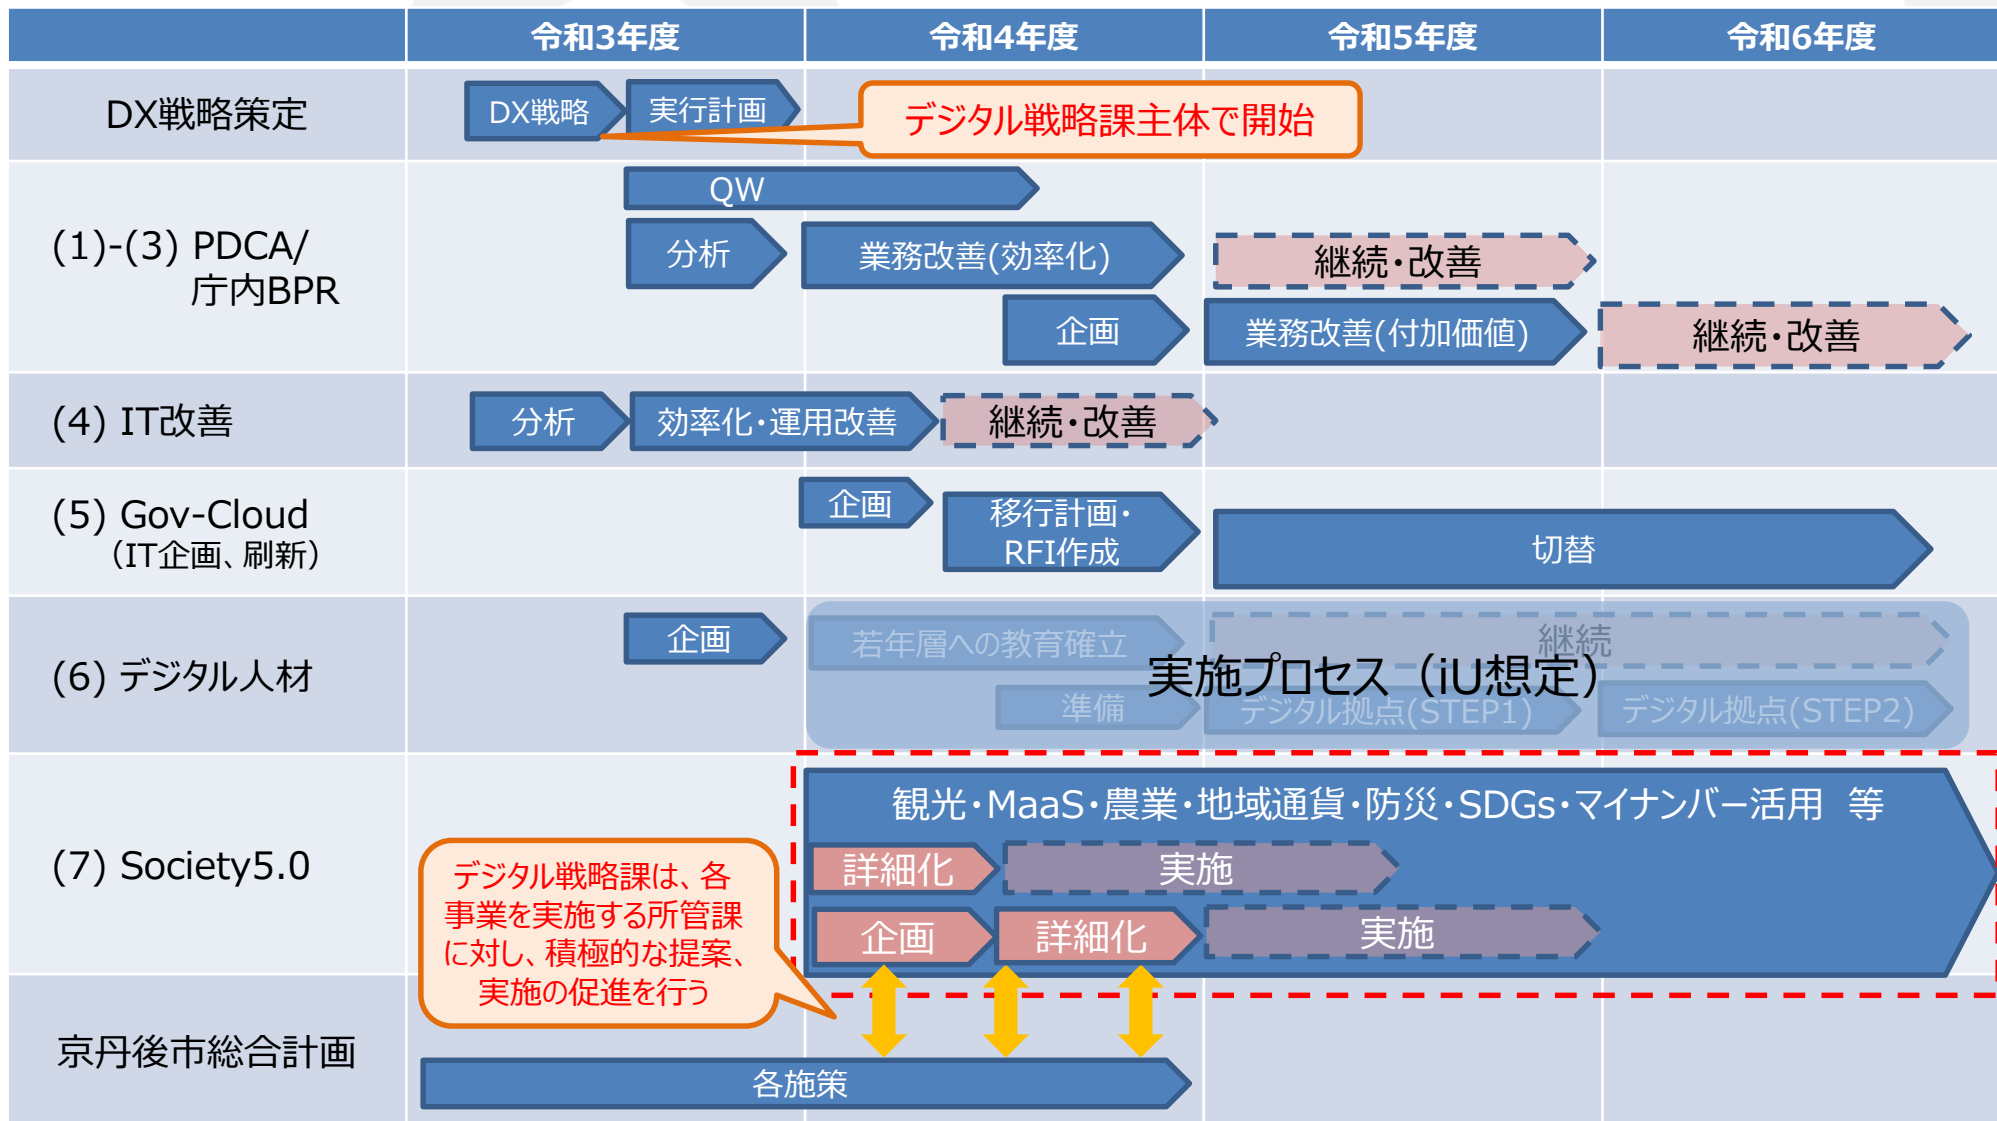 令和3年度
令和4年度
令和5年度
令和6年度
DX戦略策定
DX戦略
実行計画
デジタル戦略課主体で開始
(1)-(3) PDCA/
庁内BPR
QW
分析
業務改善(効率化)
継続・改善
企画
業務改善(付加価値)
継続・改善
(4) IT改善
分析
効率化・運用改善
継続・改善
(5) Gov-Cloud
（IT企画、刷新）
企画
移行計画・
RFI作成
切替
(6) デジタル人材
企画
若年層への教育確立
継続
実施プロセス（iU想定）
準備
デジタル拠点(STEP1)
デジタル拠点(STEP2)
(7) Society5.0
観光・MaaS・農業・地域通貨・防災・SDGs・マイナンバー活用　等
詳細化
実施
企画
詳細化
実施
デジタル戦略課は、各
事業を実施する所管課
に対し、積極的な提案、
実施の促進を行う
京丹後市総合計画
各施策